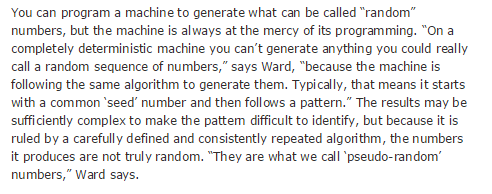 You can program a machine to generate what can be called “random”
numbers, but the machine is always at the mercy of its programming. “On a
completely deterministic machine you can’t generate anything you could really
call a random sequence of numbers,” says Ward, “because the machine is
following the same algorithm to generate them. Typically, that means it starts
with a common ‘seed’ number and then follows a pattern.” The results may be
sufficiently complex to make the pattern difficult to identify, but because it is
ruled by a carefully defined and consistently repeated algorithm, the numbers
it produces are not truly random. “They are what we call ‘pseudo-random’
numbers,” Ward says.